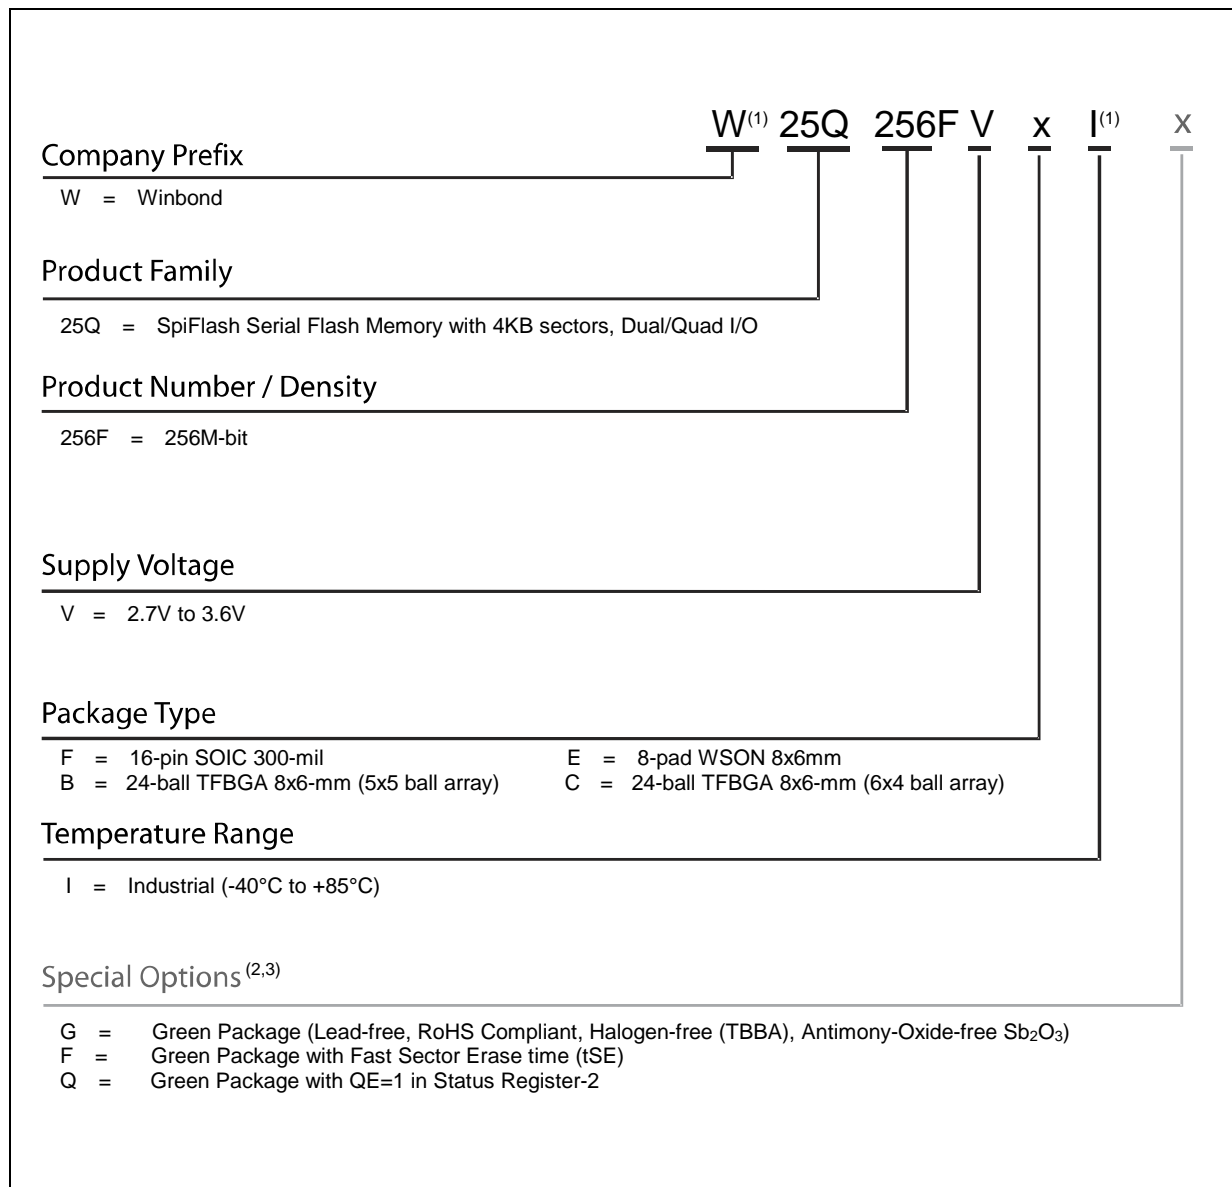 W(1) 25Q 256F V x I(1) x
Company Prefix
W = Winbond
Product Family
25Q = SpiFlash Serial Flash Memory with 4KB sectors, Dual/Quad I/O
Product Number / Density
256F = 256M-bit
Supply Voltage
V = 2.7V to 3.6V
Package Type
F = 16-pin SOIC 300-mil E = 8-pad WSON 8x6mm
B = 24-ball TFBGA 8x6-mm (5x5 ball array) C = 24-ball TFBGA 8x6-mm (6x4 ball array)
Temperature Range
I = Industrial (-40°C to +85°C)
Special Options (2,3)
G = Green Package (Lead-free, RoHS Compliant, Halogen-free (TBBA), Antimony-Oxide-free Sb2O3)
F = Green Package with Fast Sector Erase time (tSE)
Q = Green Package with QE=1 in Status Register-2